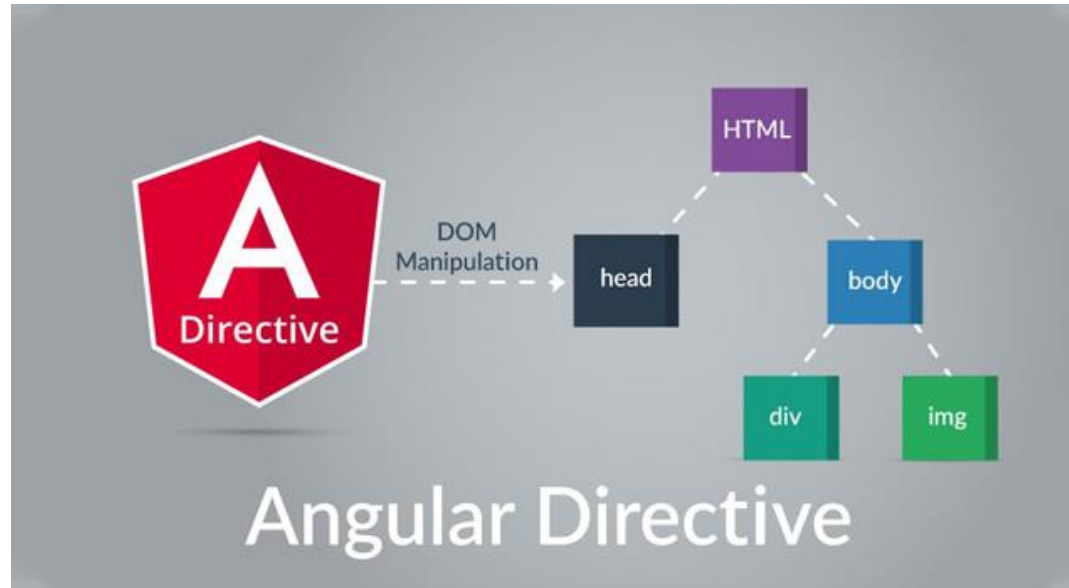 HTML
A
Directive
DOM
Manipulation
head
body
div
img
Angular Directive